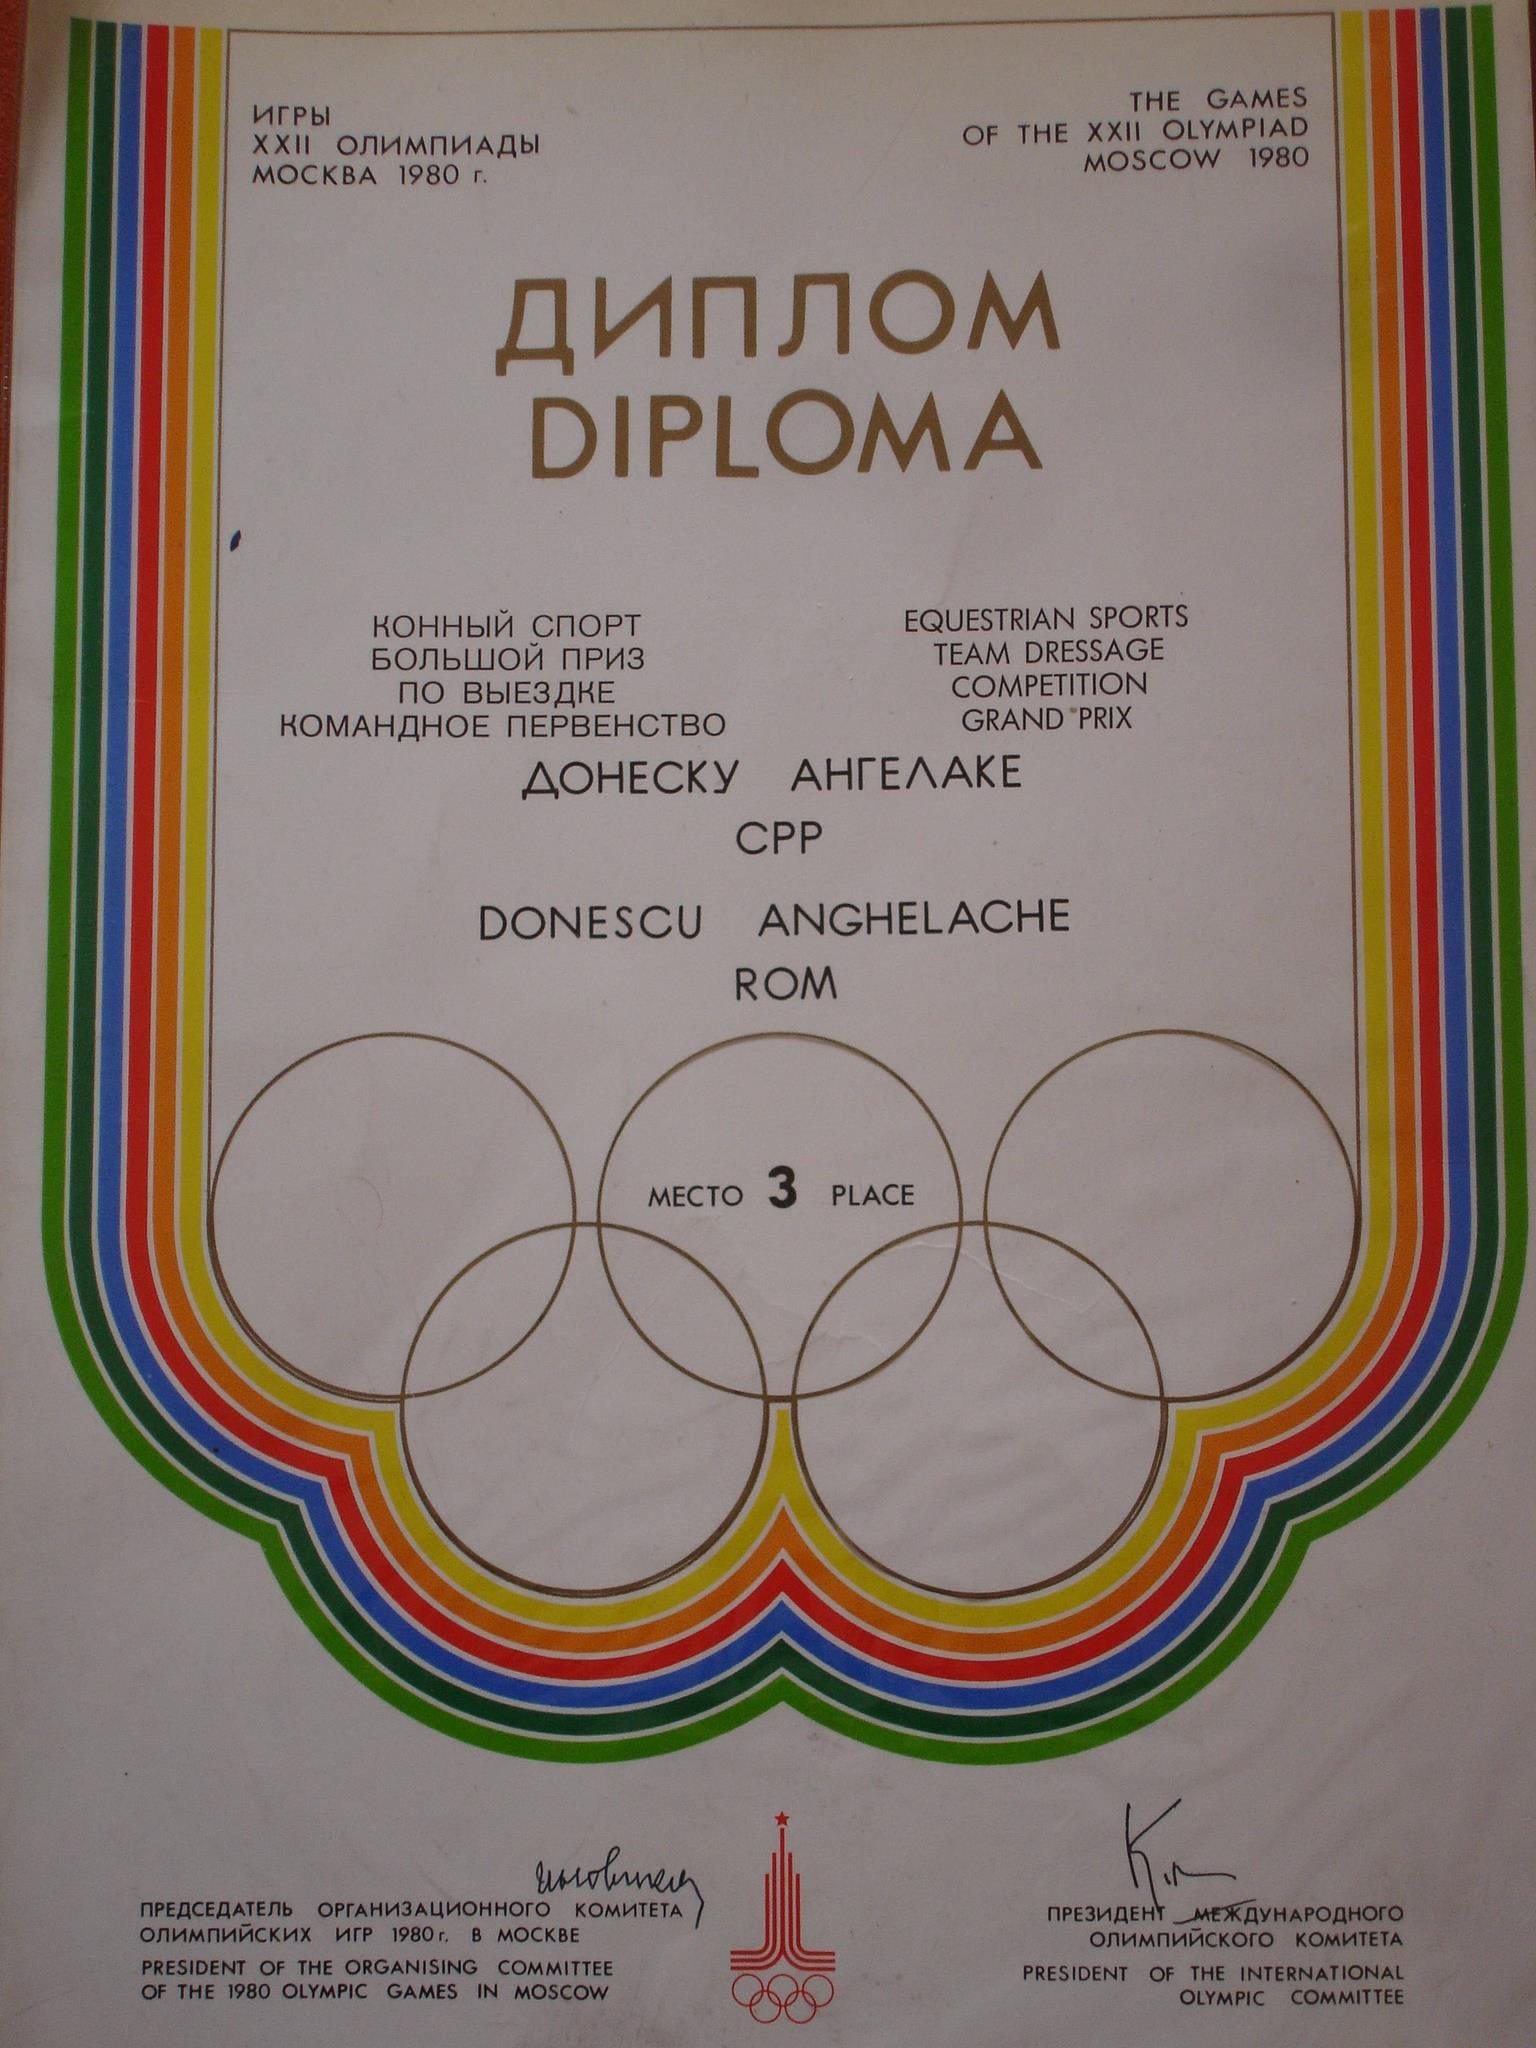 ИГРЫ
XXII ОЛИМПИАДЫ
МОСКВА 1980 г.
THE GAMES
OF THE XXII OLYMPIAD
MOSCOW 1980
ДИПЛОМ
DIPLOMA
КОННЫЙ СПОРТ
БОЛЬШОЙ ПРИЗ
ПО ВЫЕЗДКЕ
КОМАНДНОЕ ПЕРВЕНСТВО
EQUESTRIAN SPORTS
TEAM DRESSAGE
COMPETITION
GRAND PRIX
ДОНЕСКУ АНГЕЛАКЕ
СРР
DONESCU ANGHELACHE
ROM
МЕСТО 3 PLACE
ПРЕДСЕДАТЕЛЬ ОРГАНИЗАЦИОННОГО КОМИТЕТА
ОЛИМПИЙСКИХ ИГР 1980 г. В МОСКВЕ
PRESIDENT OF THE ORGANISING COMMITTEE
OF THE 1980 OLYMPIC GAMES IN MOSCOW
ПРЕЗИДЕНТ МЕЖДУНАРОДНОГО
ОЛИМПИЙСКОГО КОМИТЕТА
PRESIDENT OF THE INTERNATIONAL
OLYMPIC COMMITTEE